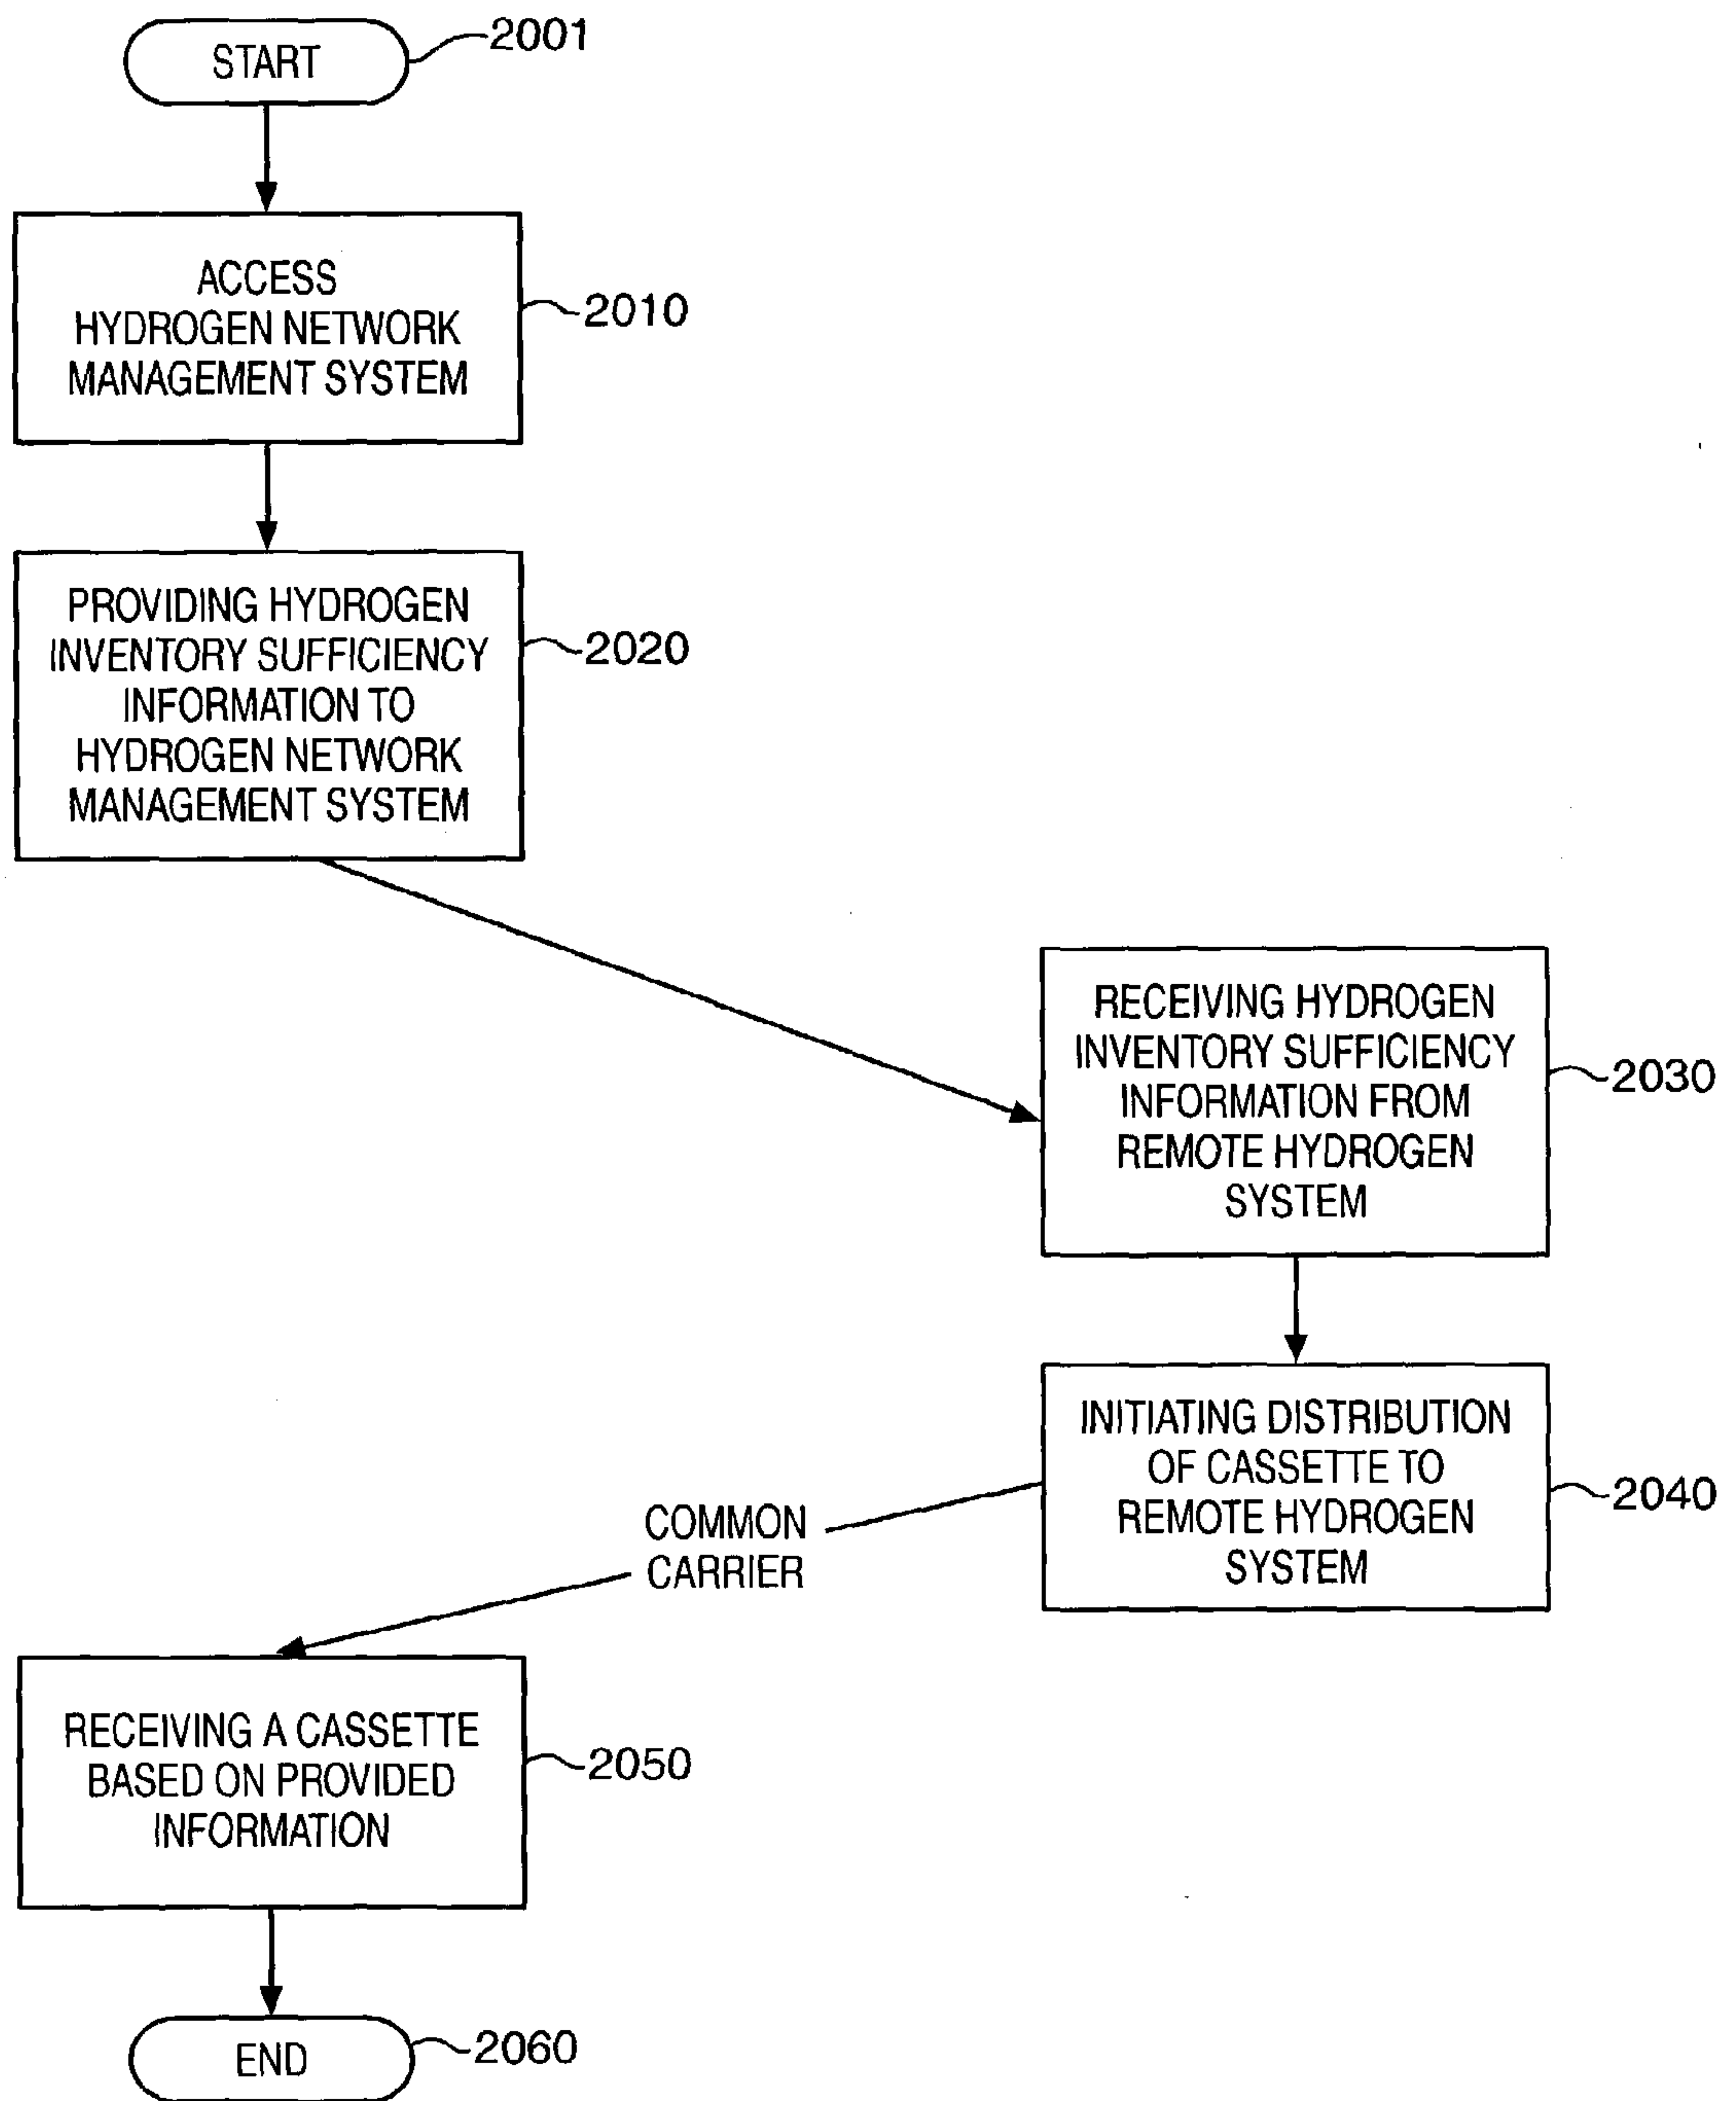 START
2001
ACCESS
HYDROGEN NETWORK
MANAGEMENT SYSTEM
2010
PROVIDING HYDROGEN
INVENTORY SUFFICIENCY
INFORMATION TO
HYDROGEN NETWORK
MANAGEMENT SYSTEM
2020
RECEIVING HYDROGEN
INVENTORY SUFFICIENCY
INFORMATION FROM
REMOTE HYDROGEN
SYSTEM
2030
INITIATING DISTRIBUTION
OF CASSETTE TO
REMOTE HYDROGEN
SYSTEM
2040
COMMON
CARRIER
RECEIVING A CASSETTE
BASED ON PROVIDED
INFORMATION
2050
END
2060